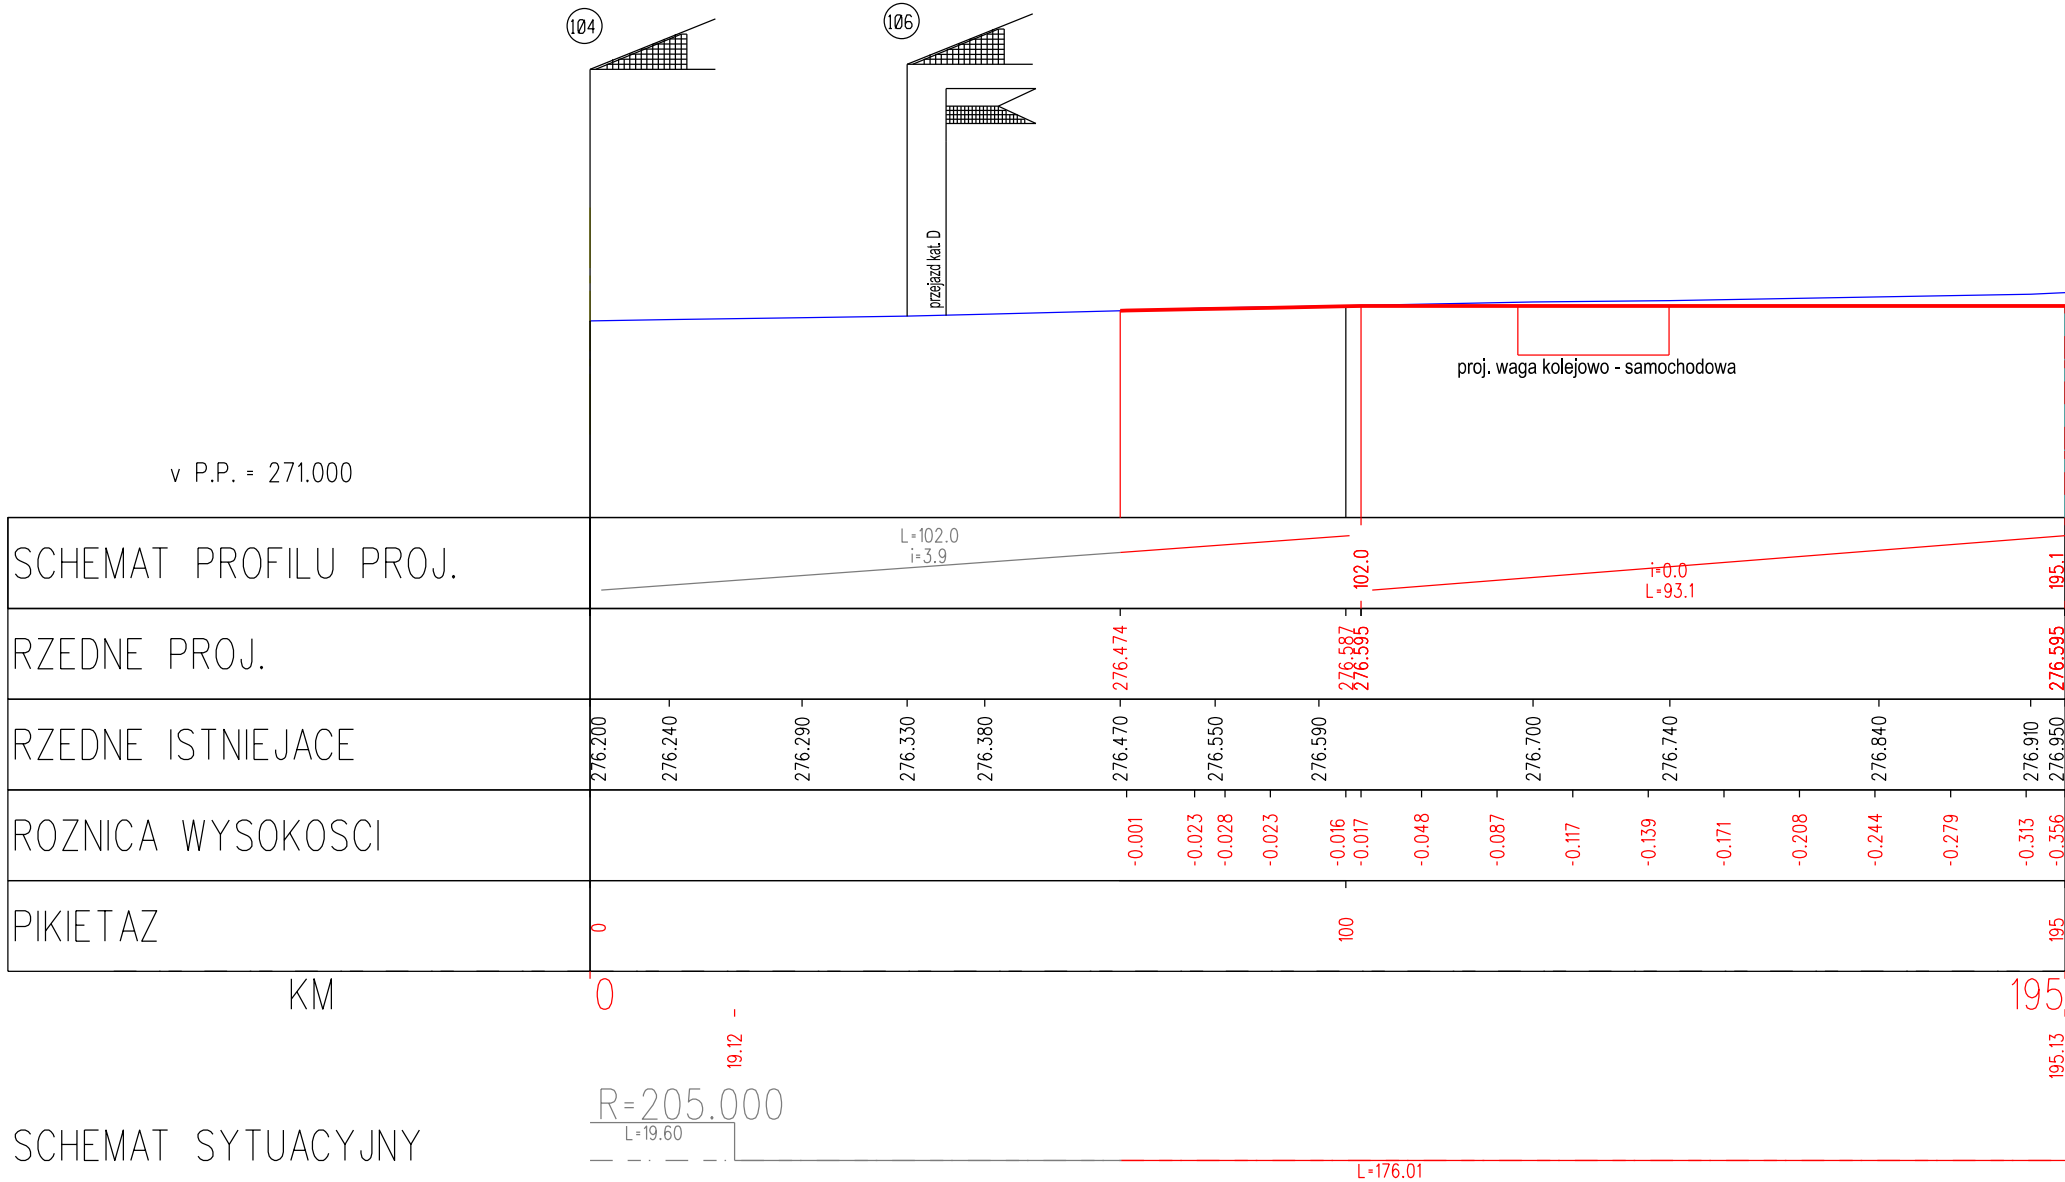 104
106
przejazd kat. D
proj. waga kolejowo - samochodowa
v P.P. = 271.000
SCHEMAT PROFILU PROJ.
L=102.0
i=3.9
102.0
i=0.0
L=93.1
195.1
RZEDNE PROJ.
276.474
276.587
276.595
276.595
RZEDNE ISTNIEJACE
276.200
276.240
276.290
276.330
276.380
276.470
276.550
276.590
276.700
276.740
276.840
276.910
276.950
ROZNICA WYSOKOSCI
-0.001
-0.023
-0.028
-0.023
-0.016
-0.017
-0.048
-0.087
-0.117
-0.139
-0.171
-0.208
-0.244
-0.279
-0.313
-0.356
PIKIETAZ
0
100
195
KM
0
195
19.12
195.13
R=205.000
L=19.60
SCHEMAT SYTUACYJNY
L=176.01